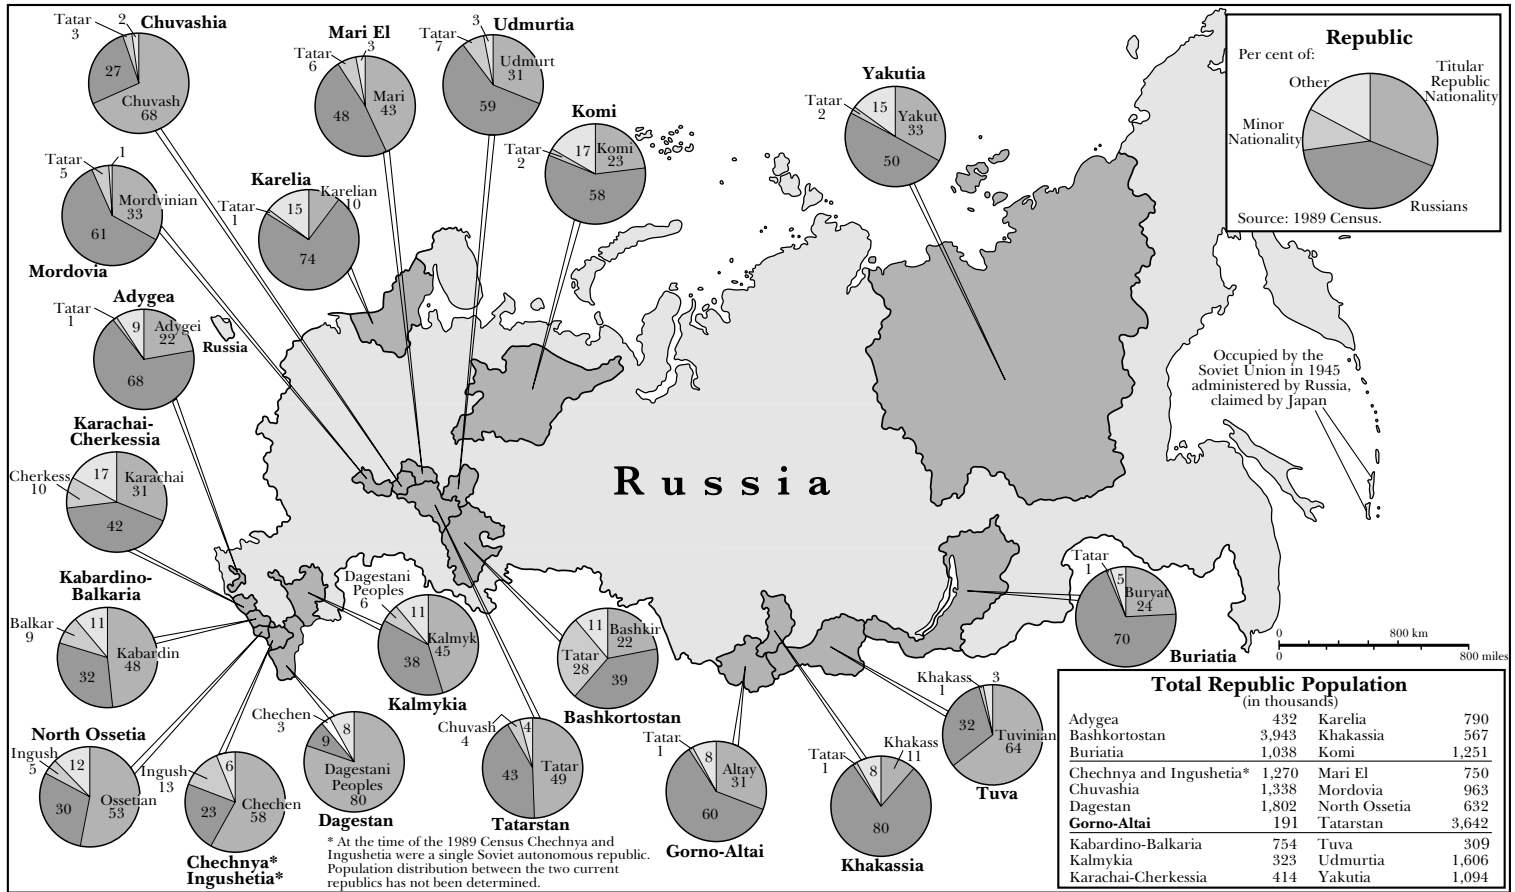 Chuvashia
Tatar
3
2
27
Chuvash
68
Mari El
Tatar
6
3
48
Mari
43
Udmurtia
Tatar
7
3
Udmurt
31
59
Komi
Tatar
2
17
Komi
23
58
Yakutia
Tatar
2
15
Yakut
33
50
Republic
Per cent of:
Other
Titular
Republic
Nationality
Minor
Nationality
Russians
Source: 1989 Census.
Mordovia
Tatar
5
1
Mordvinian
33
61
Karelia
Tatar
1
15
Karelian
10
74
Adygea
Tatar
1
9
Adygei
22
68
Russia
Occupied by the
Soviet Union in 1945
administered by Russia,
claimed by Japan
Karachai-
Cherkessia
Cherkess
10
17
Karachai
31
42
Russia
Kabardino-
Balkaria
Balkar
9
11
Kabardin
48
32
Dagestani
Peoples
6
11
Kalmyk
45
38
Kalmykia
11
Bashkir
22
Tatar
28
39
Bashkortostan
Tatar
1
5
Buryat
24
70
Buriatia
0
800 km
0
800 miles
North Ossetia
Ingush
5
12
Ossetian
53
30
Ingush
13
6
Chechen
58
23
Chechnya*
Ingushetia*
Chechen
3
8
9
Dagestani
Peoples
80
Dagestan
Chuvash
4
4
Tatar
49
43
Tatarstan
Tatar
1
8
Altay
31
60
Gorno-Altai
Tatar
1
8
Khakass
11
80
Khakassia
Khakass
1
3
32
Tuvinian
64
Tuva
* At the time of the 1989 Census Chechnya and
Ingushetia were a single Soviet autonomous republic.
Population distribution between the two current
republics has not been determined.
Total Republic Population
(in thousands)
Adygea 432 Karelia 790
Bashkortostan 3,943 Khakassia 567
Buriatia 1,038 Komi 1,251
Chechnya and Ingushetia* 1,270 Mari El 750
Chuvashia 1,338 Mordovia 963
Dagestan 1,802 North Ossetia 632
Gorno-Altai 191 Tatarstan 3,642
Kabardino-Balkaria 754 Tuva 309
Kalmykia 323 Udmurtia 1,606
Karachai-Cherkessia 414 Yakutia 1,094